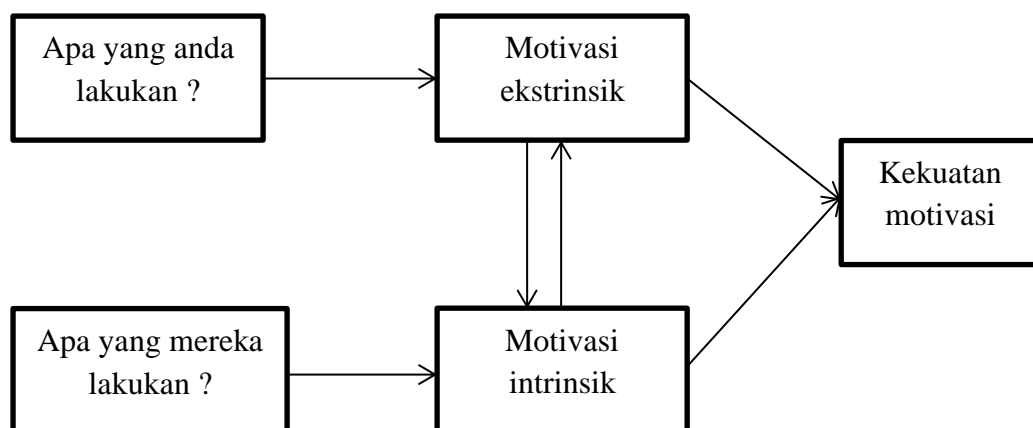 Apa yang anda
lakukan ?
Motivasi
ekstrinsik
Kekuatan
motivasi
Apa yang mereka
lakukan ?
Motivasi
intrinsik